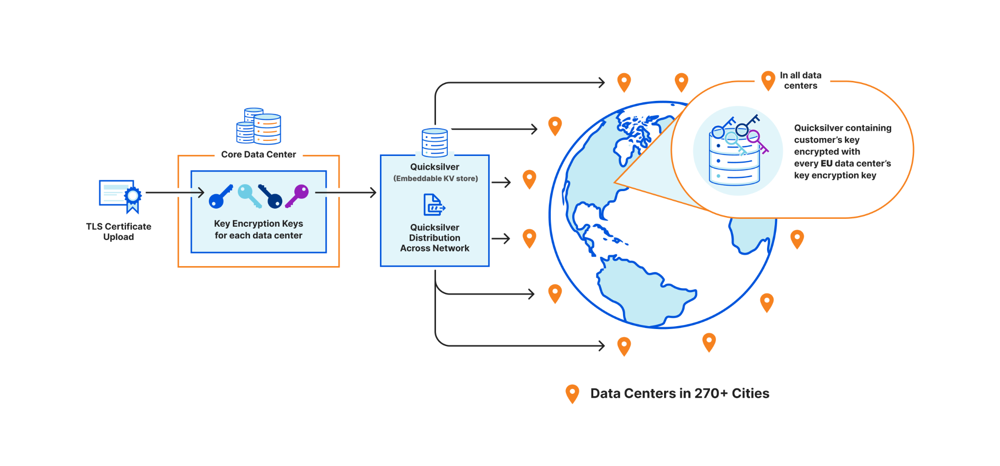 TLS Certificate
Upload
Core Data Center
Key Encryption Keys
for each data center
Quicksilver
(Embeddable KV store)
Quicksilver
Distribution
Across Network
In all data
centers
Quicksilver containing
customer’s key
encrypted with
every EU data center’s
key encryption key
Data Centers in 270+ Cities